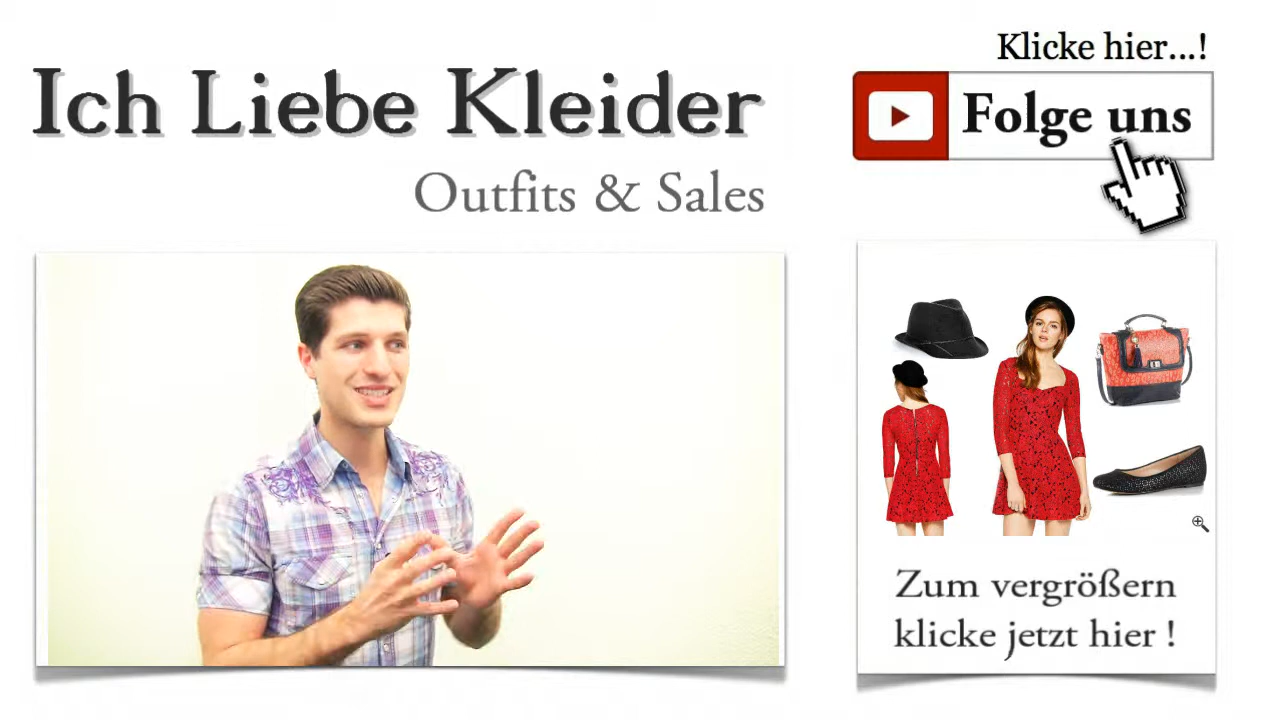 Ich Liebe Kleider
Outfits & Sales
Klicke hier...!
Folge uns
Zum vergrößern
klicke jetzt hier !